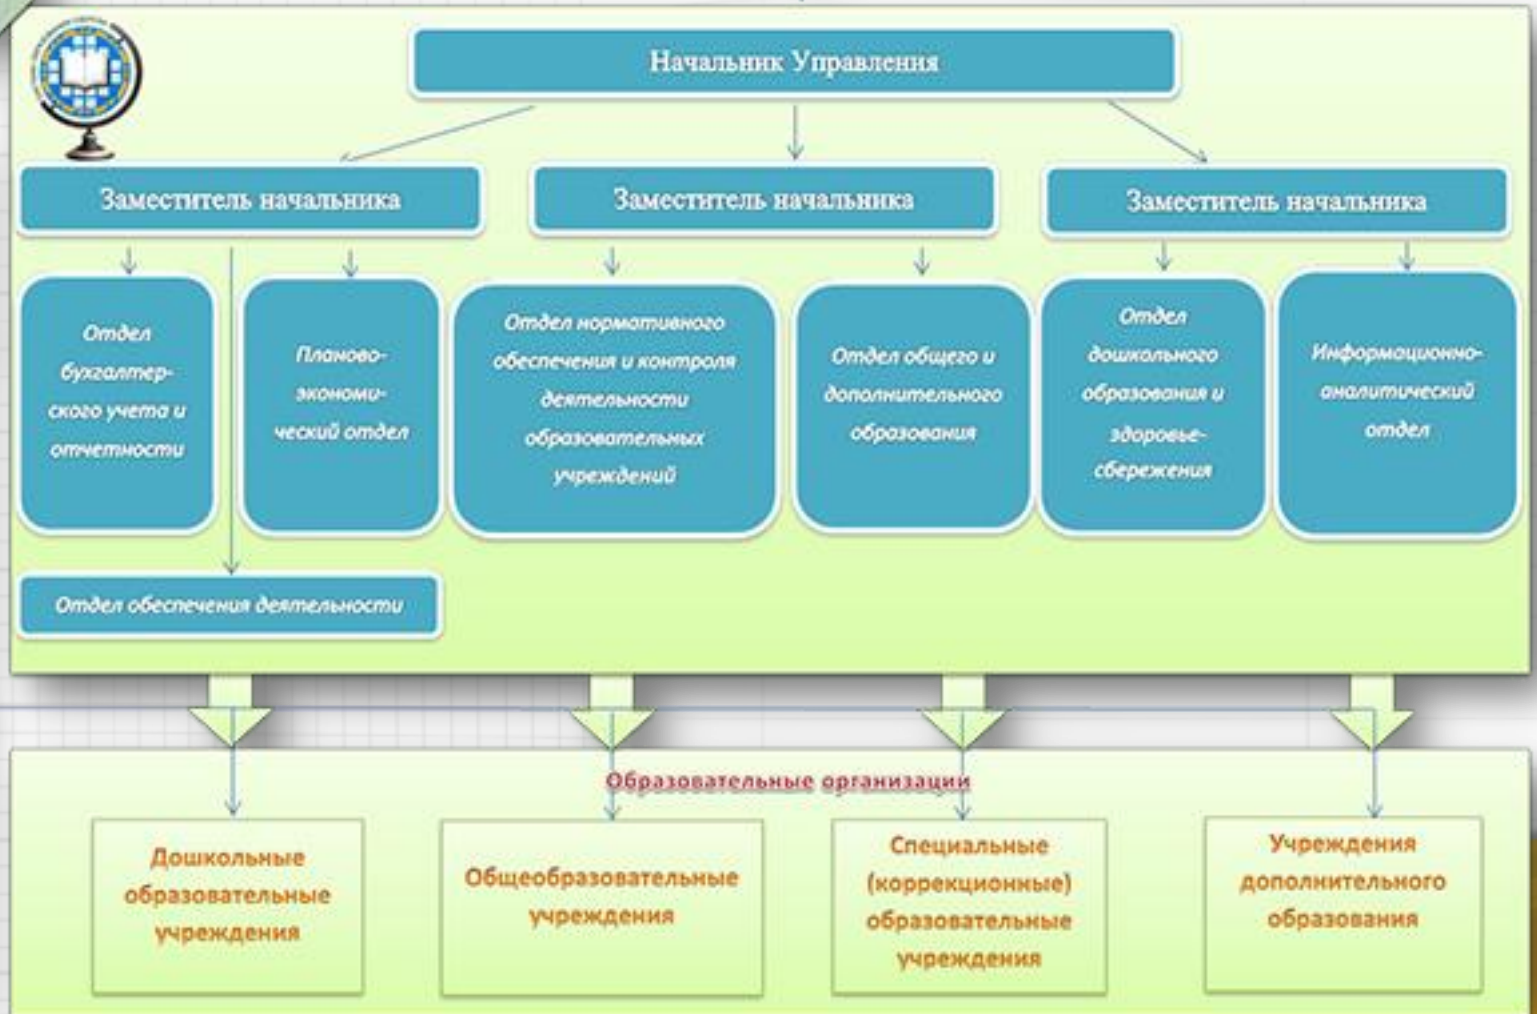 Начальник Управления
Заместитель начальника
Заместитель начальника
Заместитель начальника
Отдел
бухгалтер-
ского учета и
отчетности
Планово-
экономи-
ческий отдел
Отдел нормативного
обеспечения и контроля
деятельности
образовательных
учреждений
Отдел общего и
дополнительного
образования
Отдел
дошкольного
образования и
здоровье-
сбережения
Информационно-
аналитический
отдел
Отдел обеспечения деятельности
Образовательные организации
Дошкольные
образовательные
учреждения
Общеобразовательные
учреждения
Специальные
(коррекционные)
образовательные
учреждения
Учреждения
дополнительного
образования